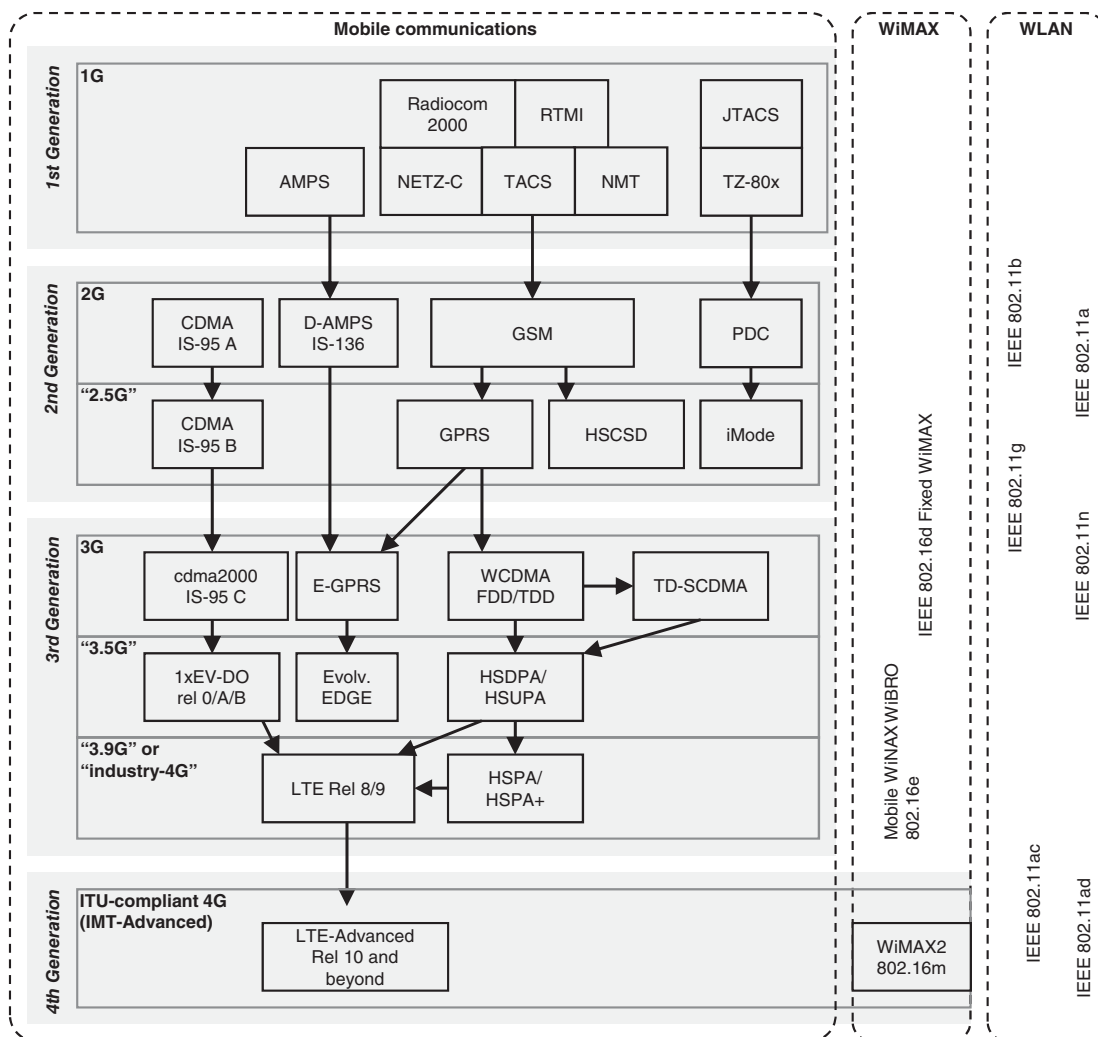 Mobile communications
WiMAX
WLAN
1st Generation
1G
Radiocom
2000
RTMI
JTACS
AMPS
NETZ-C
TACS
NMT
TZ-80x
2nd Generation
2G
CDMA
IS-95 A
D-AMPS
IS-136
GSM
PDC
“2.5G”
CDMA
IS-95 B
GPRS
HSCSD
iMode
3rd Generation
3G
cdma2000
IS-95 C
E-GPRS
WCDMA
FDD/TDD
TD-SCDMA
“3.5G”
1xEV-DO
rel 0/A/B
Evolv.
EDGE
HSDPA/
HSUPA
“3.9G” or
“industry-4G”
LTE Rel 8/9
HSPA/
HSPA+
4th Generation
ITU-compliant 4G
(IMT-Advanced)
LTE-Advanced
Rel 10 and
beyond
WiMAX2
802.16m
IEEE 802.16d Fixed WiMAX
Mobile WiNAX WiBRO
802.16e
IEEE 802.11b
IEEE 802.11a
IEEE 802.11g
IEEE 802.11n
IEEE 802.11ac
IEEE 802.11ad